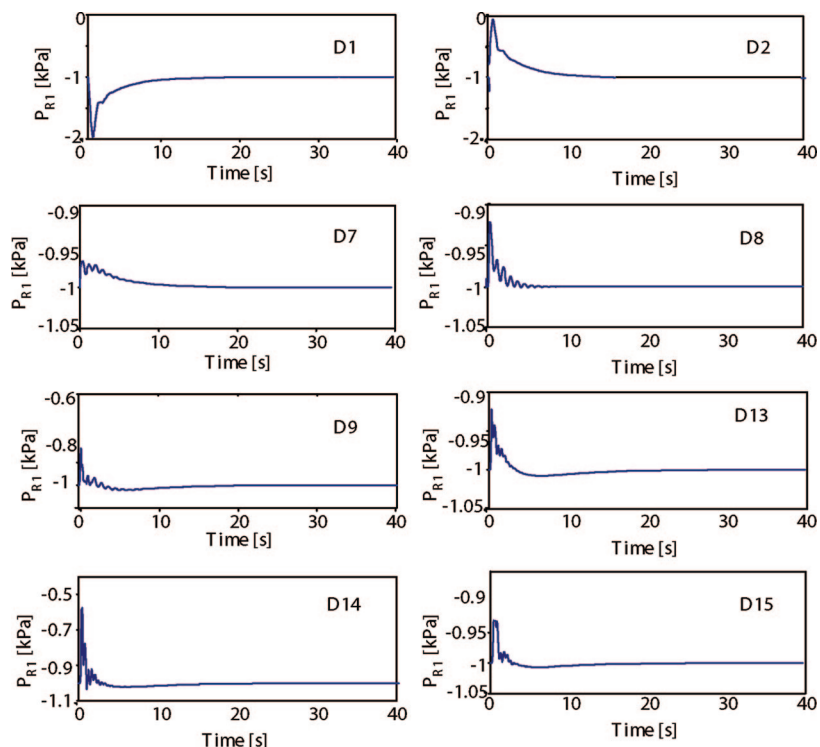 0
-1
-2
P_R1 [kPa]
D1
0 10 20 30 40
Time [s]
0
-1
-2
P_R1 [kPa]
D2
0 10 20 30 40
Time [s]
-0.9
-0.95
-1
-1.05
P_R1 [kPa]
D7
0 10 20 30 40
Time [s]
-0.9
-0.95
-1
-1.05
P_R1 [kPa]
D8
0 10 20 30 40
Time [s]
-0.6
-0.8
-1
P_R1 [kPa]
D9
0 10 20 30 40
Time [s]
-0.9
-0.95
-1
-1.05
P_R1 [kPa]
D13
0 10 20 30 40
Time [s]
-0.5
-0.7
-0.9
-1.1
P_R1 [kPa]
D14
0 10 20 30 40
Time [s]
-0.9
-0.95
-1
-1.05
P_R1 [kPa]
D15
0 10 20 30 40
Time [s]